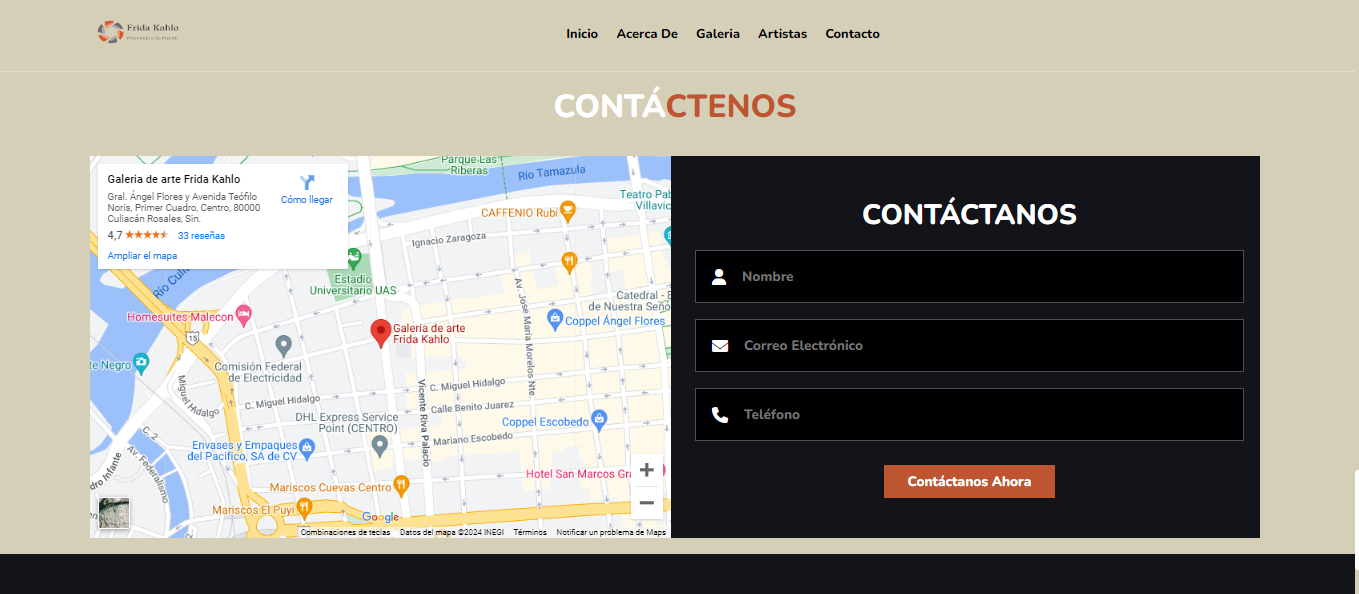 Frida Kahlo
Inicio Acerca De Galeria Artistas Contacto
CONTÁCTENOS
Galeria de arte Frida Kahlo
Gral. Ángel Flores y Avenida Teófilo
Noris, Primer Cuadro, Centro, 80000
Culiacán Rosales, Sin.
4,7
33 reseñas
Ampliar el mapa
Cómo llegar
Parque Las
Riberas
Río Tamazula
Teatro Pab
Villavic
CAFFENIO Rubí
Ignacio Zaragoza
Estadio
Universitario UAS
Río Culi
Catedral - B
de Nuestra Seño
Homesuites Malecon
15
Av. Jose María Morelos Nte.
Coppel Ángel Flores
Galeria de arte
Frida Kahlo
te Negro
Comisión Federal
de Electricidad
Miguel Hidalgo
C. Miguel Hidalgo
C. Miguel Hidalgo
Vicente Riva Palacio
Calle Benito Juarez
DHL Express Service
Point (CENTRO)
Coppel Escobedo
Mariano Escobedo
C. 2
Av. Federalismo
dro Infante
Envases y Empaques
del Pacifico, SA de CV
Hotel San Marcos Gra
Mariscos Cuevas Centro
Mariscos El Puyi
Google
Combinaciones de teclas Datos del mapa ©2024 INEGI Términos Notificar un problema de Maps
CONTÁCTANOS
Nombre
Correo Electrónico
Teléfono
Contáctanos Ahora